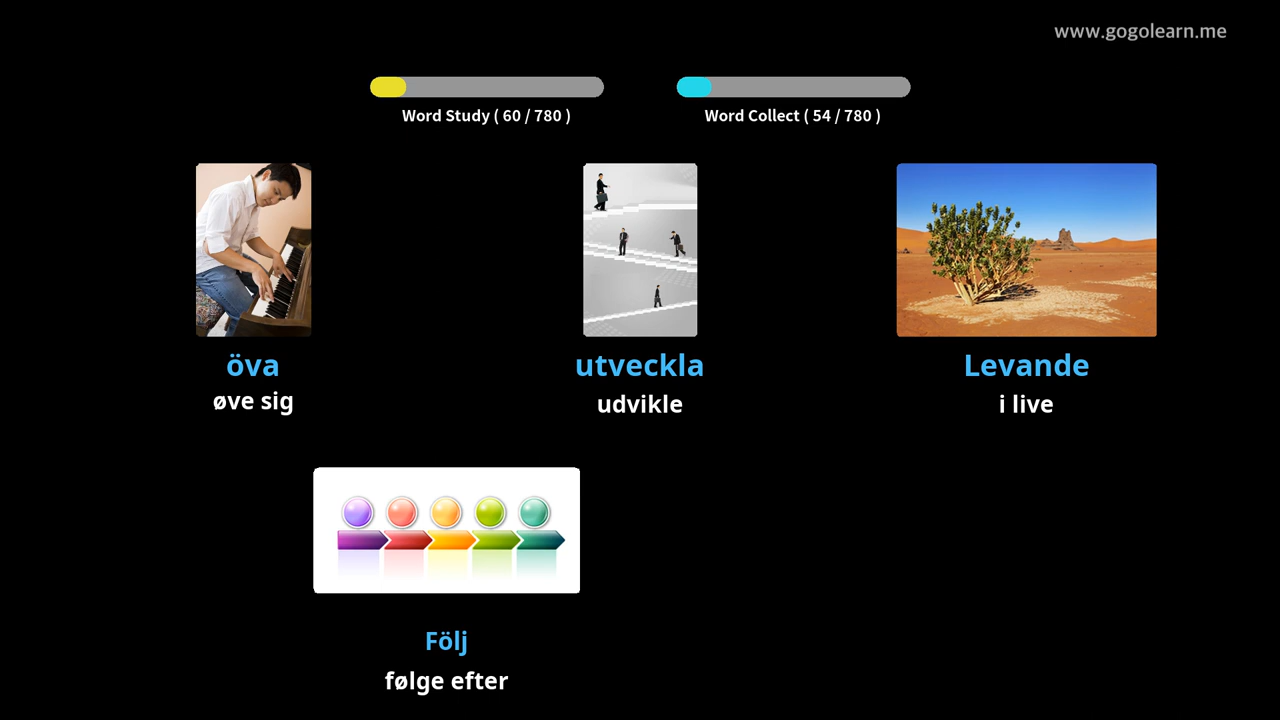 www.gogolearn.me
Word Study ( 60 / 780 )
Word Collect ( 54 / 780 )
öva
utveckla
Levande
øve sig
udvikle
i live
Följ
følge efter